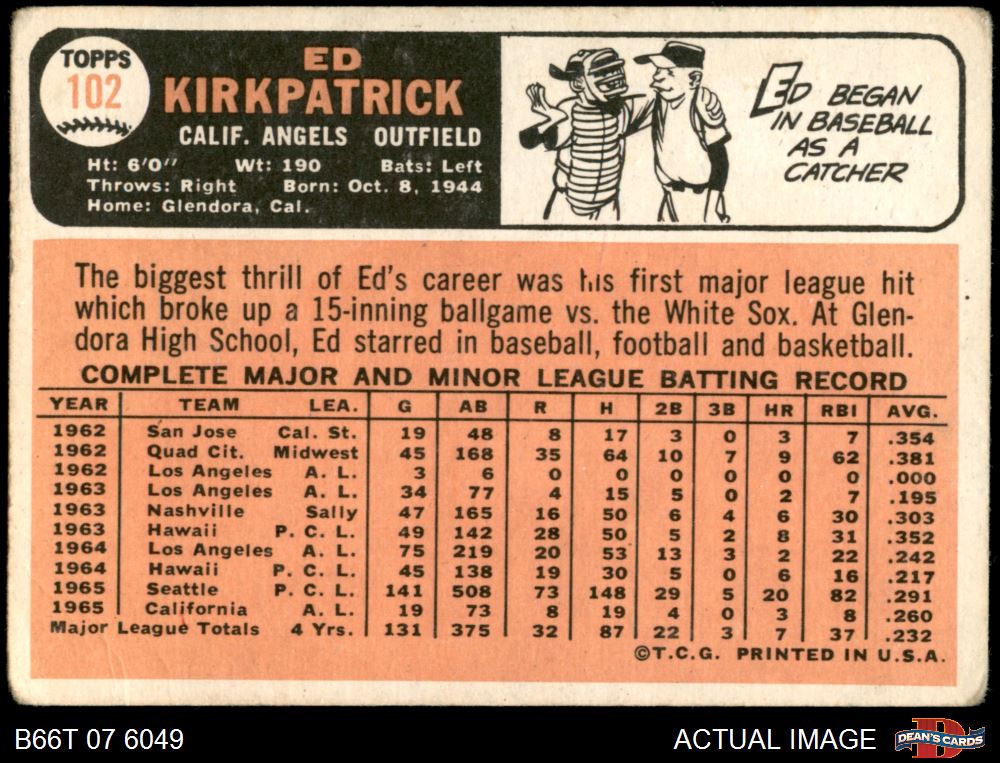 TOPPS
102
ED
KIRKPATRICK
CALIF. ANGELS OUTFIELD
Ht: 6'0" Wt: 190 Bats: Left
Throws: Right Born: Oct. 8, 1944
Home: Glendora, Cal.
ED BEGAN
IN BASEBALL
AS A
CATCHER
The biggest thrill of Ed's career was his first major league hit
which broke up a 15-inning ballgame vs. the White Sox. At Glen-
dora High School, Ed starred in baseball, football and basketball.
COMPLETE MAJOR AND MINOR LEAGUE BATTING RECORD
YEAR TEAM LEA. G AB R H 2B 3B HR RBI AVG.
1962 San Jose Cal. St. 19 48 8 17 3 0 3 7 .354
1962 Quad Cit. Midwest 45 168 35 64 10 7 9 62 .381
1962 Los Angeles A. L. 3 6 0 0 0 0 0 0 .000
1963 Los Angeles A. L. 34 77 4 15 5 0 2 7 .195
1963 Nashville Sally 47 165 16 50 6 4 6 30 .303
1963 Hawaii P. C. L. 49 142 28 50 5 2 8 31 .352
1964 Los Angeles A. L. 75 219 20 53 13 3 2 22 .242
1964 Hawaii P. C. L. 45 138 19 30 5 0 6 16 .217
1965 Seattle P. C. L. 141 508 73 148 29 5 20 82 .291
1965 California A. L. 19 73 8 19 4 0 3 8 .260
Major League Totals 4 Yrs. 131 375 32 87 22 3 7 37 .232
©T.C.G. PRINTED IN U.S.A.
B66T 07 6049 ACTUAL IMAGE
D
DEAN'S CARDS